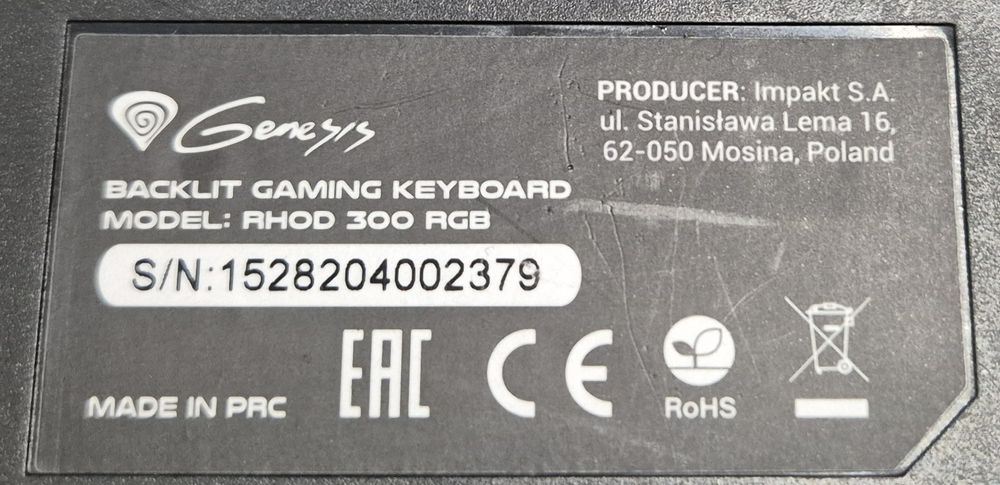 Genesis
PRODUCER: Impakt S.A.
ul. Stanisława Lema 16,
62-050 Mosina, Poland
BACKLIT GAMING KEYBOARD
MODEL: RHOD 300 RGB
S/N:1528204002379
MADE IN PRC
EAC
CE
RoHS